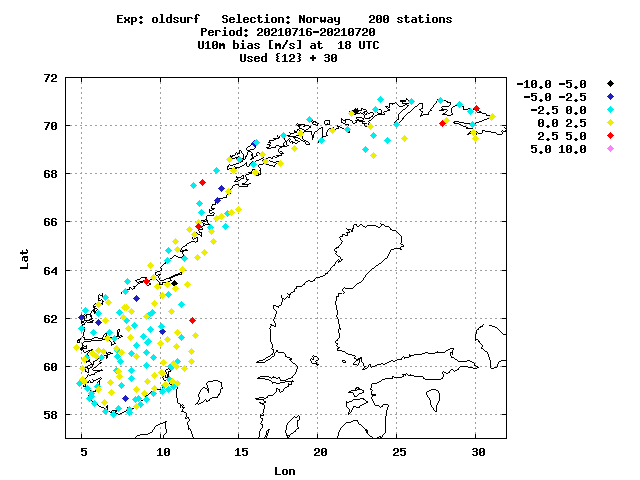 Exp: oldsurf   Selection: Norway    200 stations
Period: 20210716-20210720
U10m bias [m/s] at  18 UTC
Used {12} + 30
-10.0 -5.0
-5.0 -2.5
-2.5 0.0
0.0 2.5
2.5 5.0
5.0 10.0
72
70
68
66
64
62
60
58
Lat
5 10 15 20 25 30
Lon